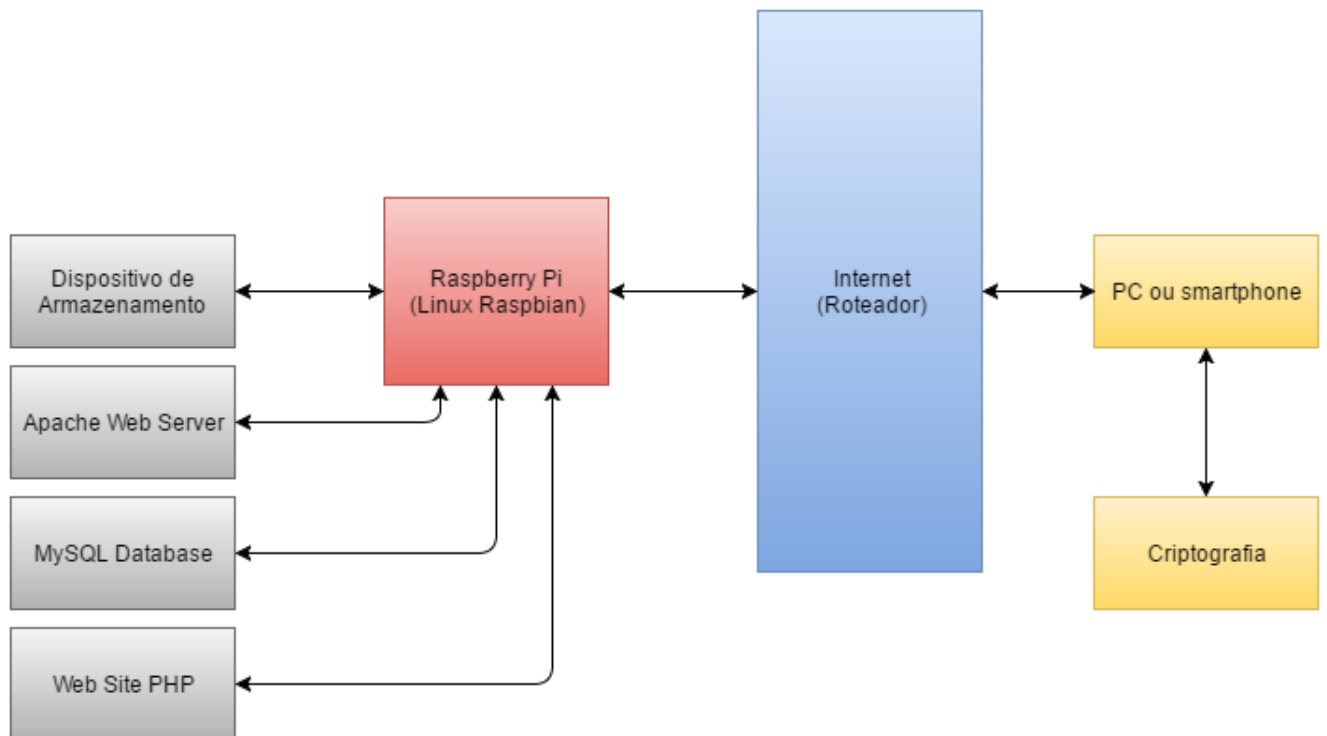 Dispositivo de
Armazenamento
Apache Web Server
MySQL Database
Web Site PHP
Raspberry Pi
(Linux Raspbian)
Internet
(Roteador)
PC ou smartphone
Criptografia